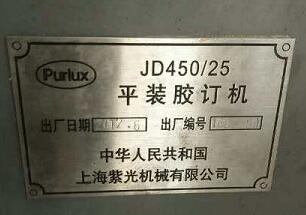 Purlux
JD450/25
平装胶订机
出厂日期 出厂编号
中华人民共和国
上海紫光机械有限公司